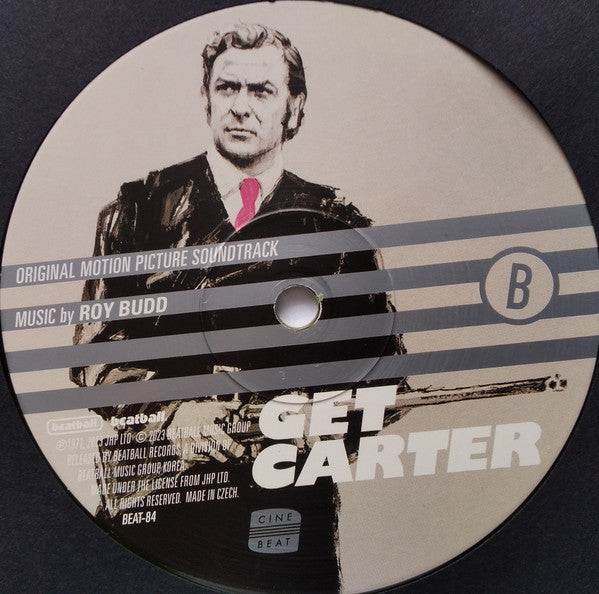 ORIGINAL MOTION PICTURE SOUNDTRACK
B
MUSIC by ROY BUDD
GET
CARTER
beatball beatball
℗1971, 2023 JHP LTD © 2023 BEATBALL MUSIC GROUP
RELEASED BY BEATBALL RECORDS, A DIVISION OF
BEATBALL MUSIC GROUP, KOREA.
MADE UNDER THE LICENSE FROM JHP LTD.
ALL RIGHTS RESERVED. MADE IN CZECH.
BEAT-84
CINE
BEAT